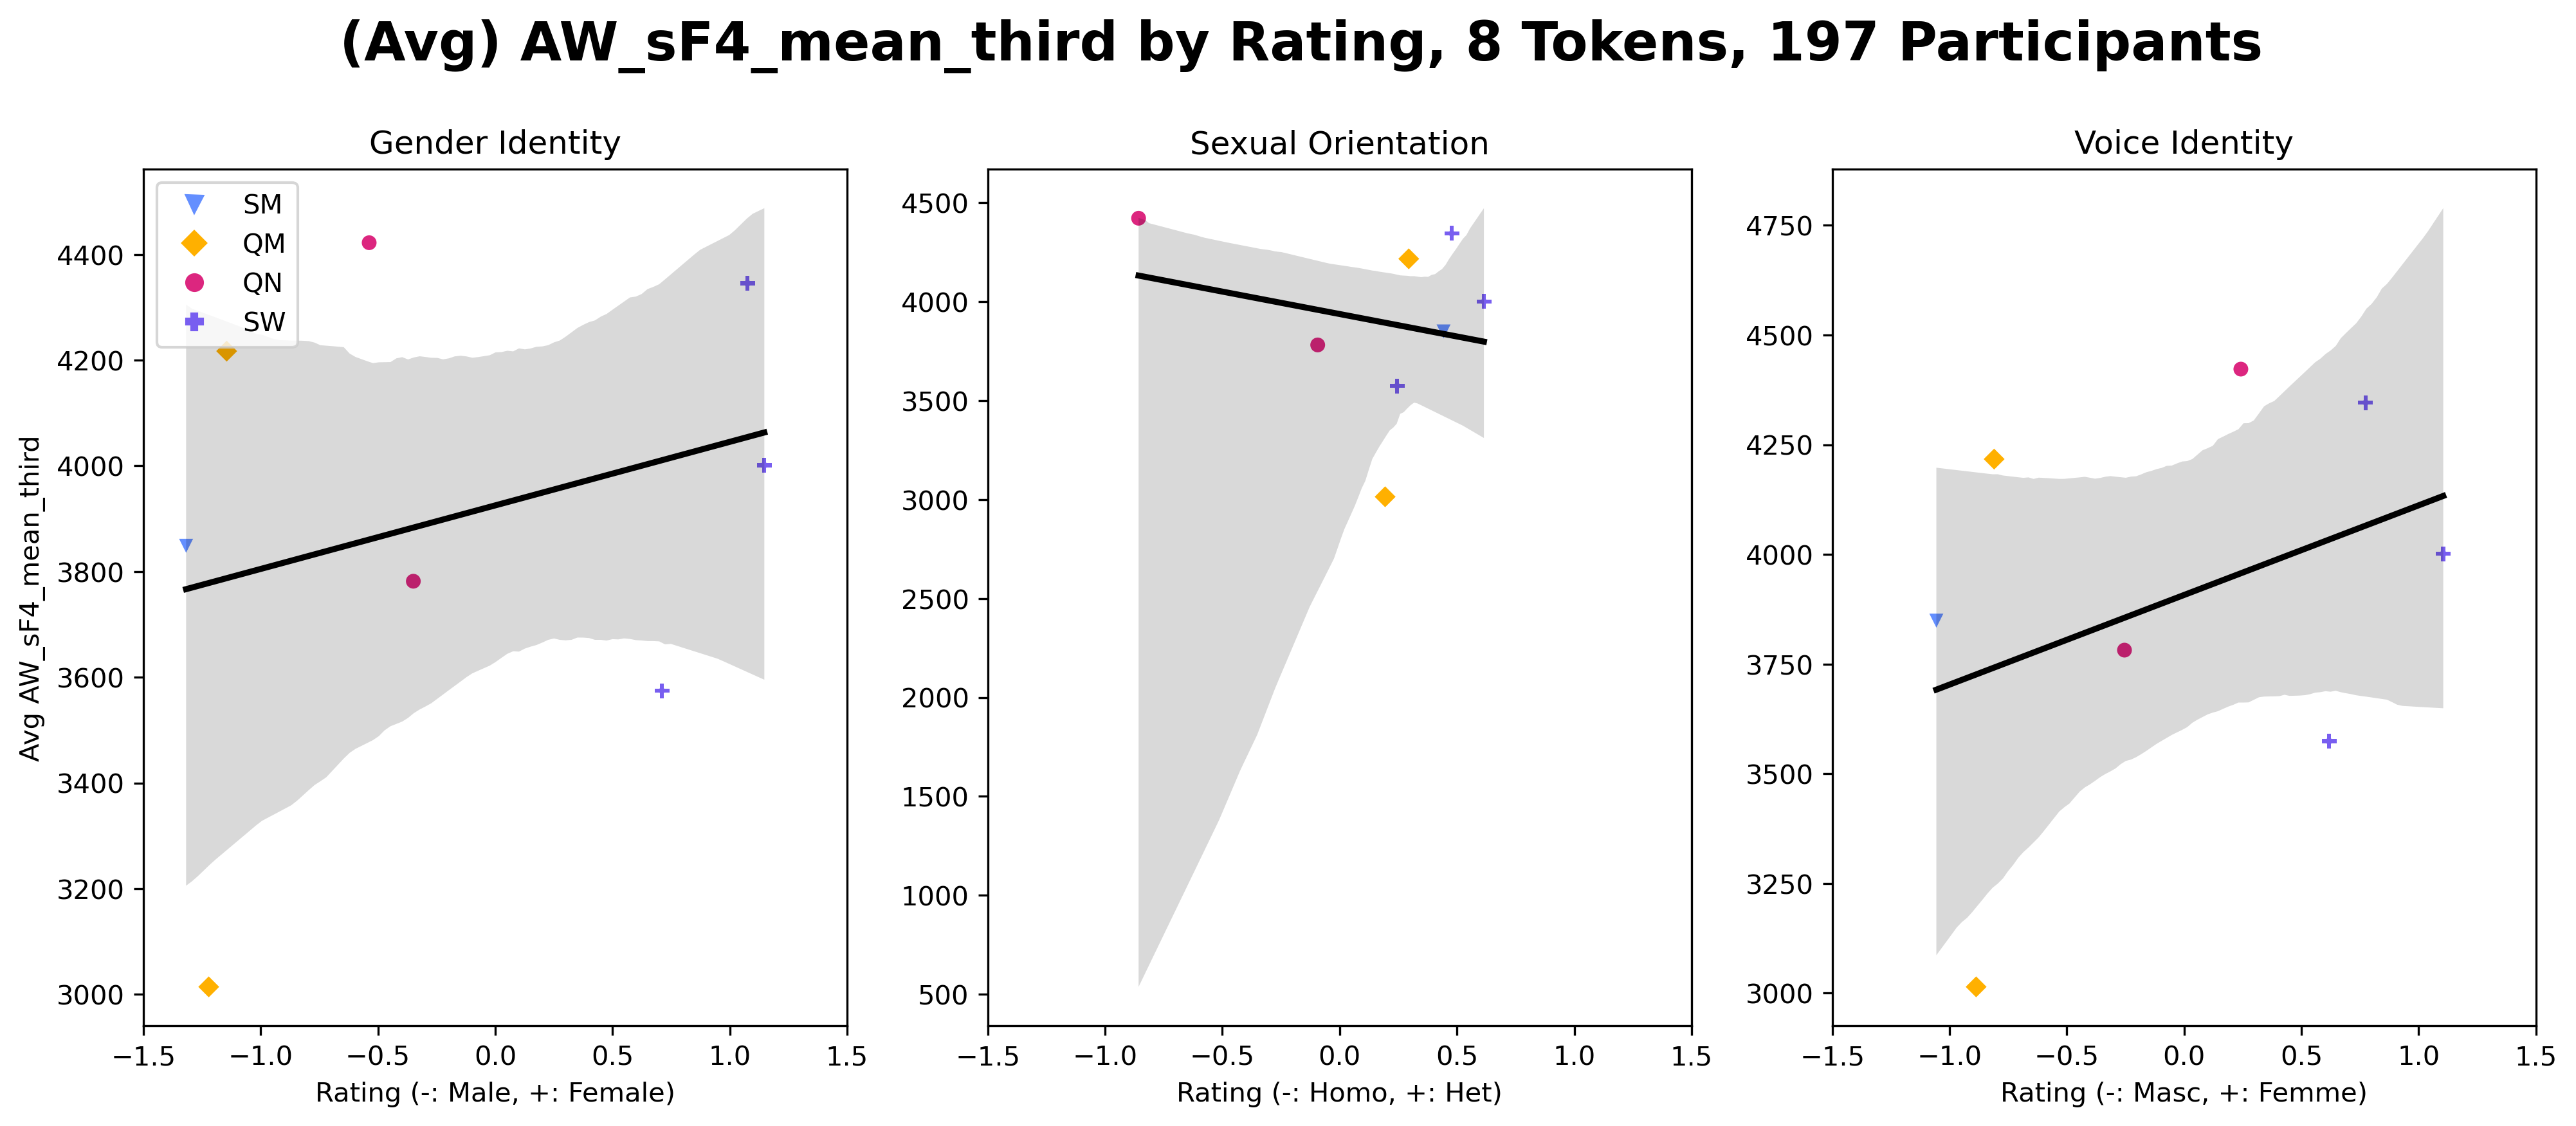 (Avg) AW_sF4_mean_third by Rating, 8 Tokens, 197 Participants
Gender Identity
SM
QM
QN
SW
4400
4200
4000
3800
3600
3400
3200
3000
Avg AW_sF4_mean_third
−1.5 −1.0 −0.5 0.0 0.5 1.0 1.5
Rating (-: Male, +: Female)
Sexual Orientation
4500
4000
3500
3000
2500
2000
1500
1000
500
−1.5 −1.0 −0.5 0.0 0.5 1.0 1.5
Rating (-: Homo, +: Het)
Voice Identity
4750
4500
4250
4000
3750
3500
3250
3000
−1.5 −1.0 −0.5 0.0 0.5 1.0 1.5
Rating (-: Masc, +: Femme)